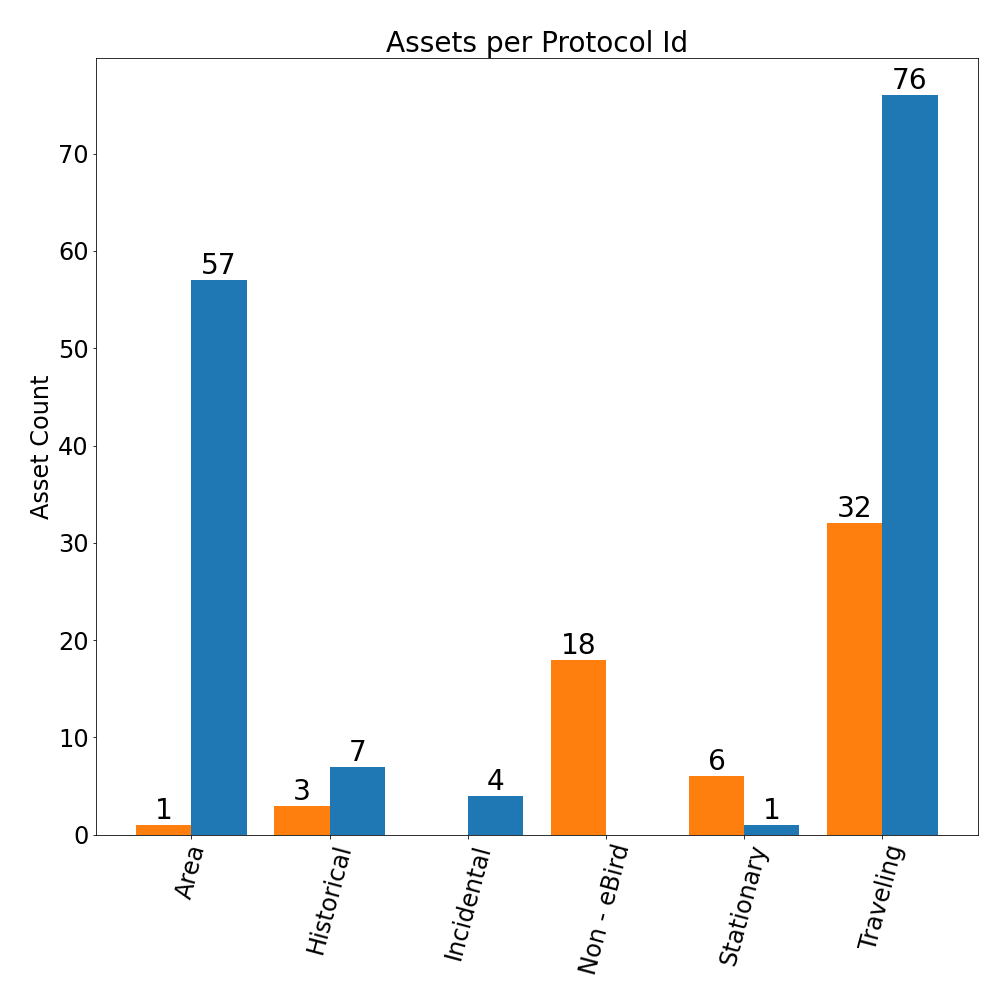 Assets per Protocol Id
Asset Count
70
60
50
40
30
20
10
0
1
57
3
7
4
18
6
1
32
76
Area
Historical
Incidental
Non - eBird
Stationary
Traveling